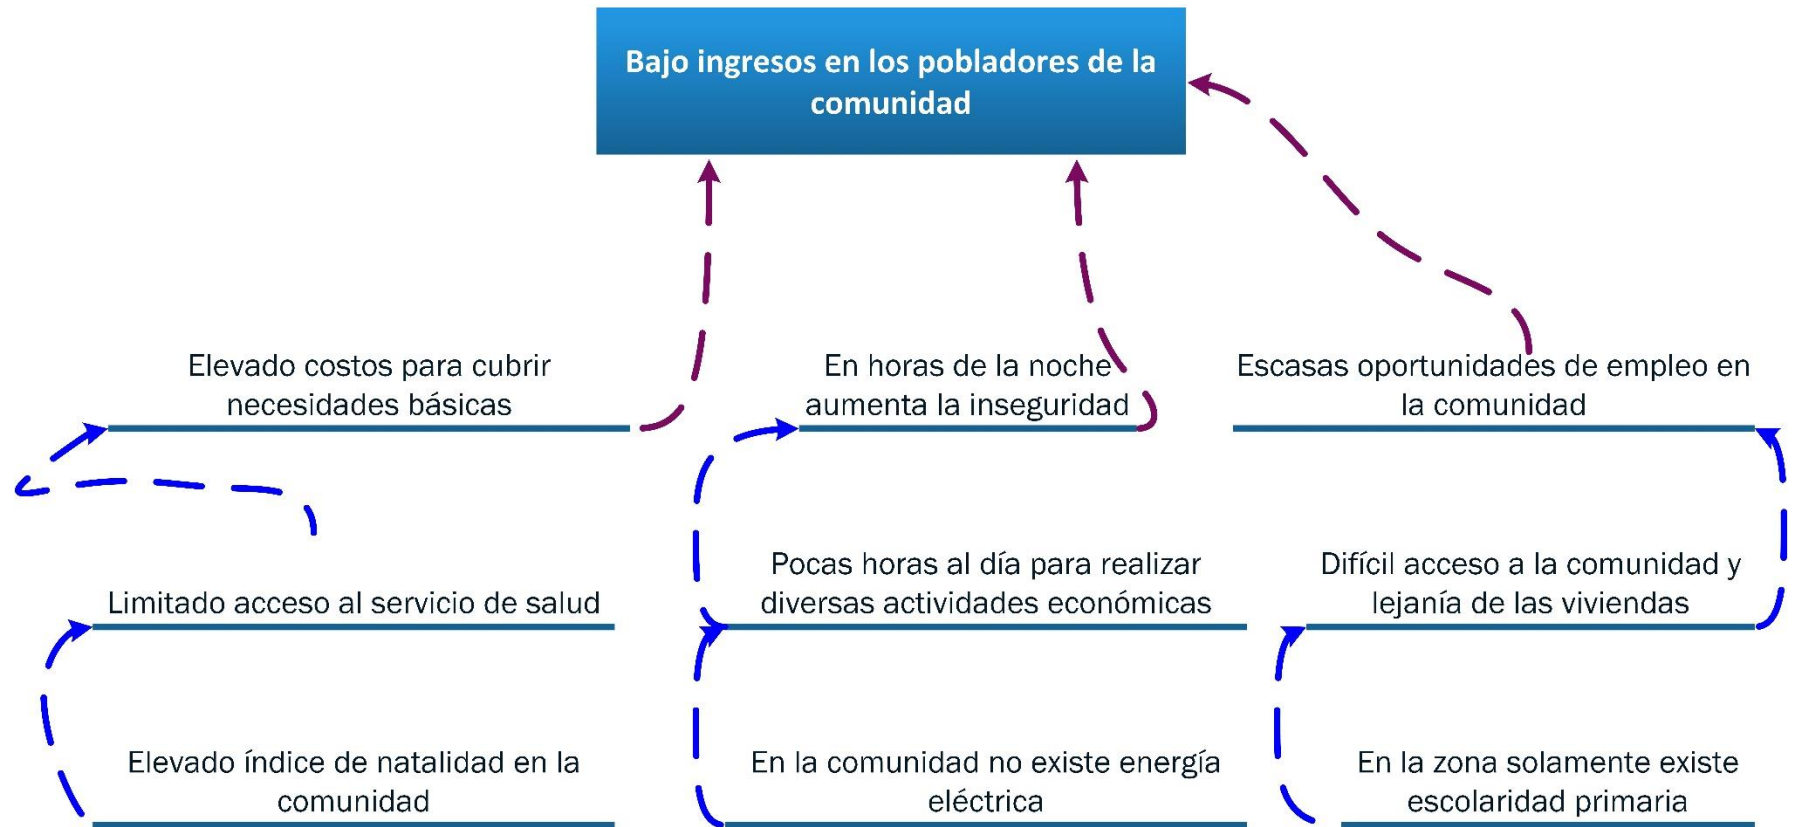 Bajo ingresos en los pobladores de la
comunidad
Elevado costos para cubrir
necesidades básicas
En horas de la noche
aumenta la inseguridad
Escasas oportunidades de empleo en
la comunidad
Limitado acceso al servicio de salud
Pocas horas al día para realizar
diversas actividades económicas
Difícil acceso a la comunidad y
lejanía de las viviendas
Elevado índice de natalidad en la
comunidad
En la comunidad no existe energía
eléctrica
En la zona solamente existe
escolaridad primaria